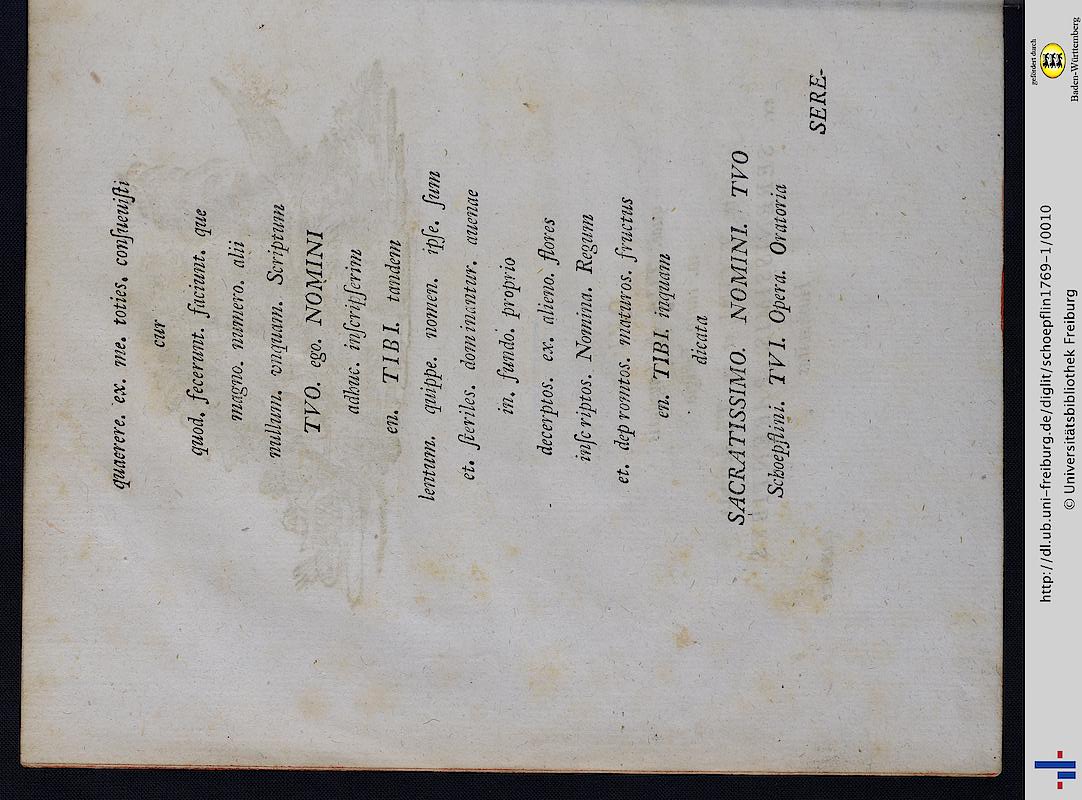 quaerere. ex. me. toties. conſueuiſti
cur
quod. fecerunt. faciunt. que
magno. numero. alii
nullum. vnquam. Scriptum
TVO. ego. NOMINI
adhuc. inſcripſerim
en. TIBI. tandem
lentum. quippe. nomen. ipſe. ſum
et. ſteriles. dominantur. auenae
in. fundo. proprio
decerptos. ex. alieno. flores
inſcriptos. Nomina. Regum
et. depromtos. maturos. fructus
en. TIBI. inquam
dicata
SACRATISSIMO. NOMINI. TVO
Schoepflini. TVI. Opera. Oratoria
SERE-
http://dl.ub.uni-freiburg.de/diglit/schoepflin1769-1/0010
© Universitätsbibliothek Freiburg
gefördert durch
Baden-Württemberg